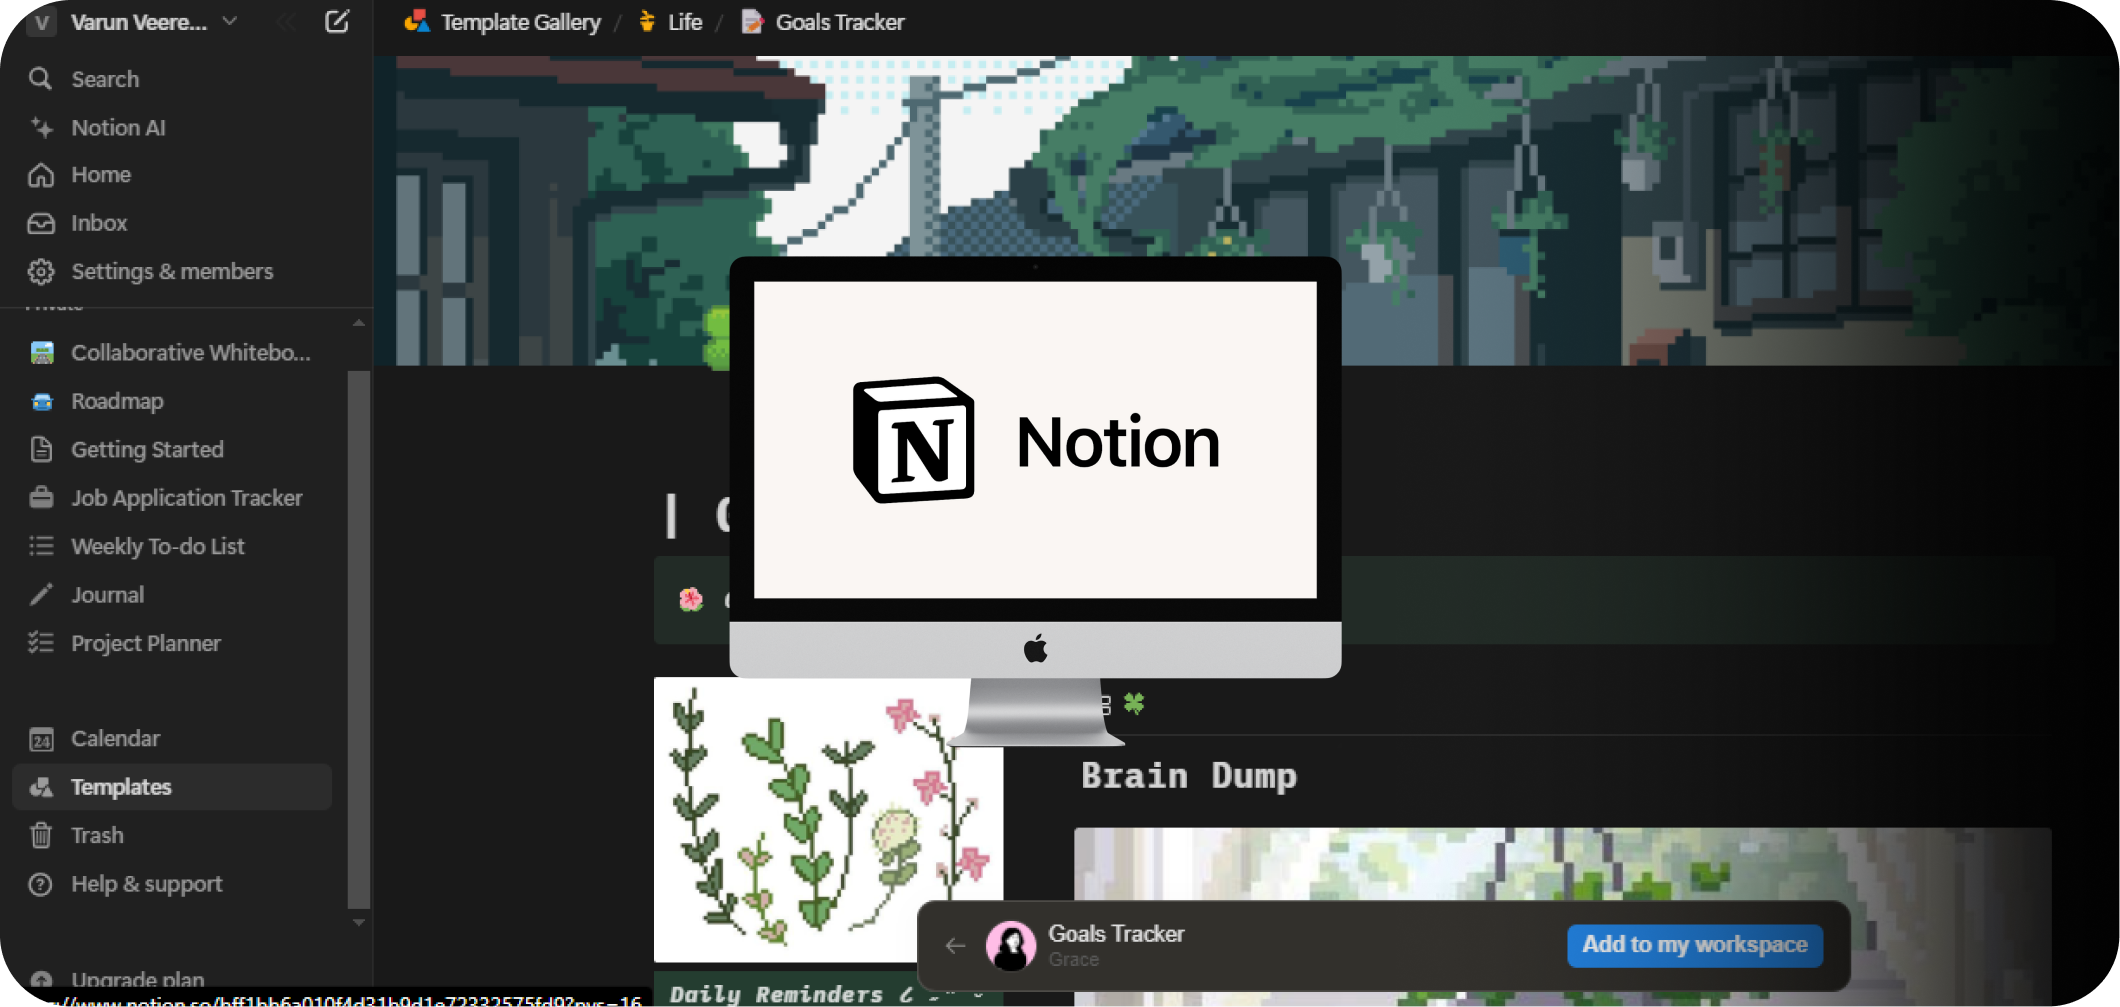 V Varun Veere...
Template Gallery / Life / Goals Tracker
Search
Notion AI
Home
Inbox
Settings & members
Private
Collaborative Whitebo...
Roadmap
Getting Started
Job Application Tracker
Weekly To-do List
Journal
Project Planner
24 Calendar
Templates
Trash
Help & support
Upgrade plan
N Notion
Brain Dump
Daily Reminders
Goals Tracker
Grace
Add to my workspace